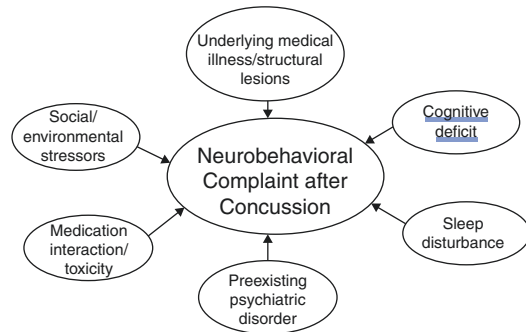 Underlying medical
illness/structural
lesions
Social/
environmental
stressors
Cognitive
deficit
Neurobehavioral
Complaint after
Concussion
Medication
interaction/
toxicity
Sleep
disturbance
Preexisting
psychiatric
disorder